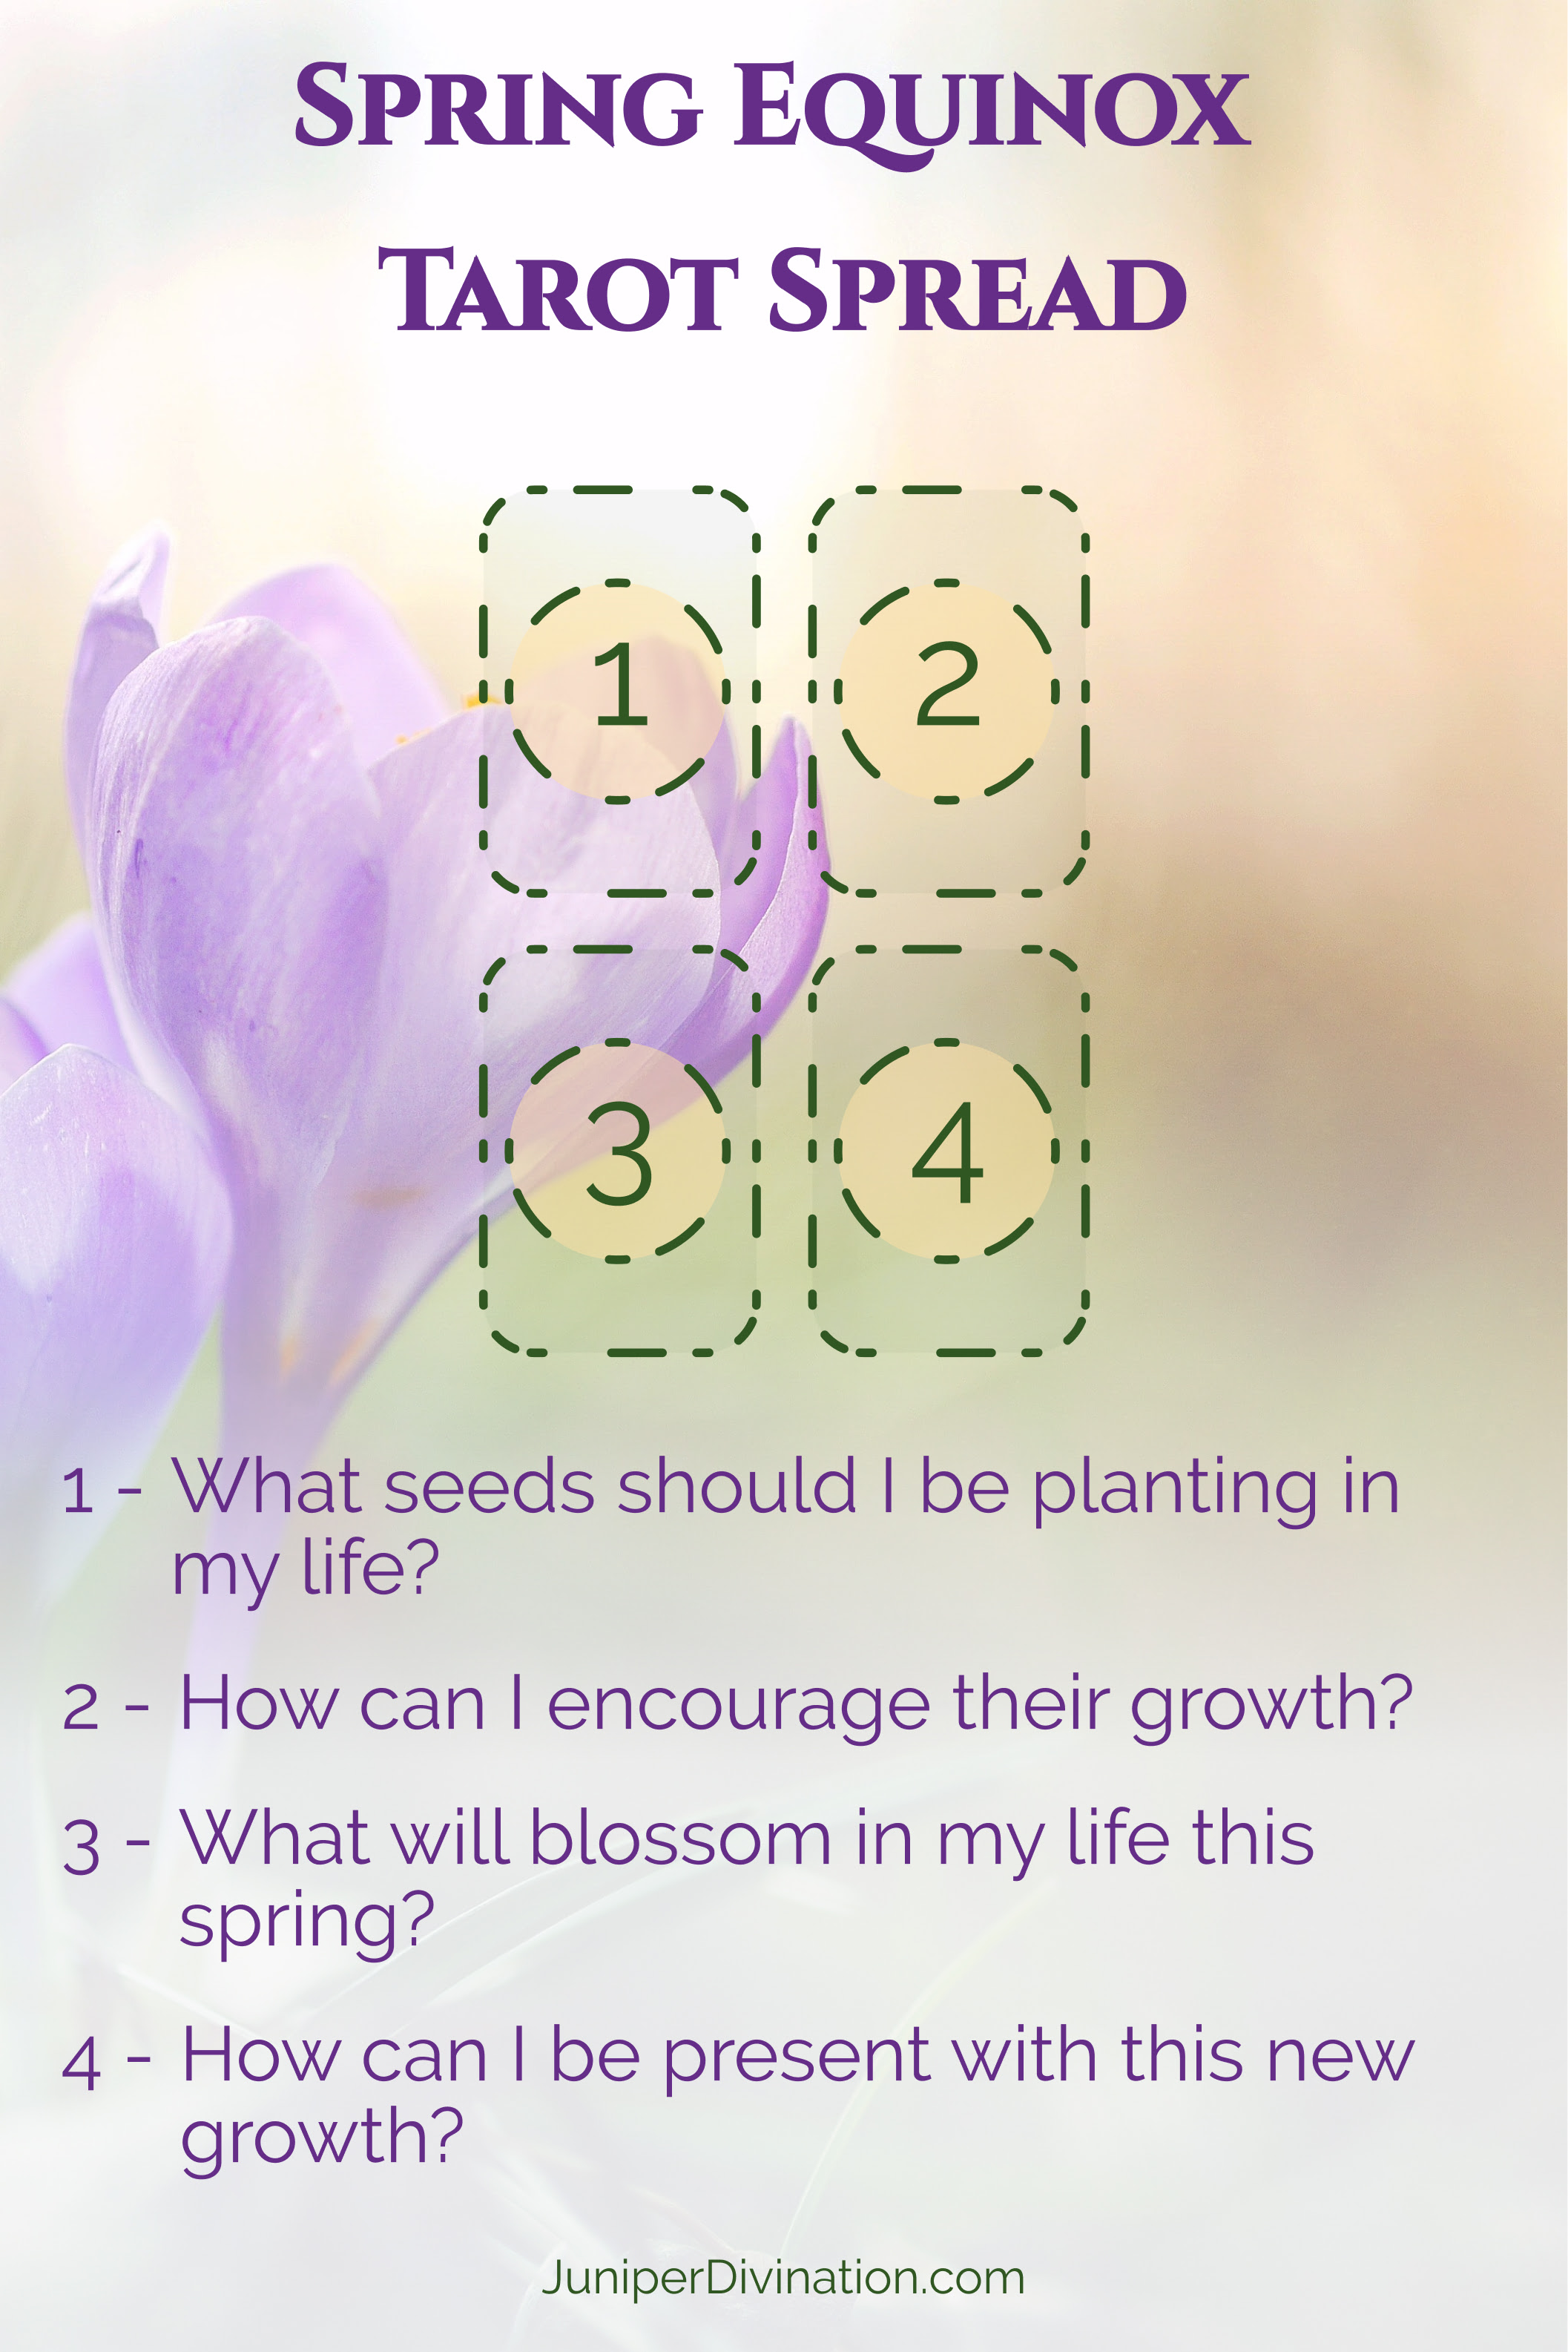 Spring Equinox
Tarot Spread
1 2
3 4
1 - What seeds should I be planting in
my life?
2 - How can I encourage their growth?
3 - What will blossom in my life this
spring?
4 - How can I be present with this new
growth?
JuniperDivination.com